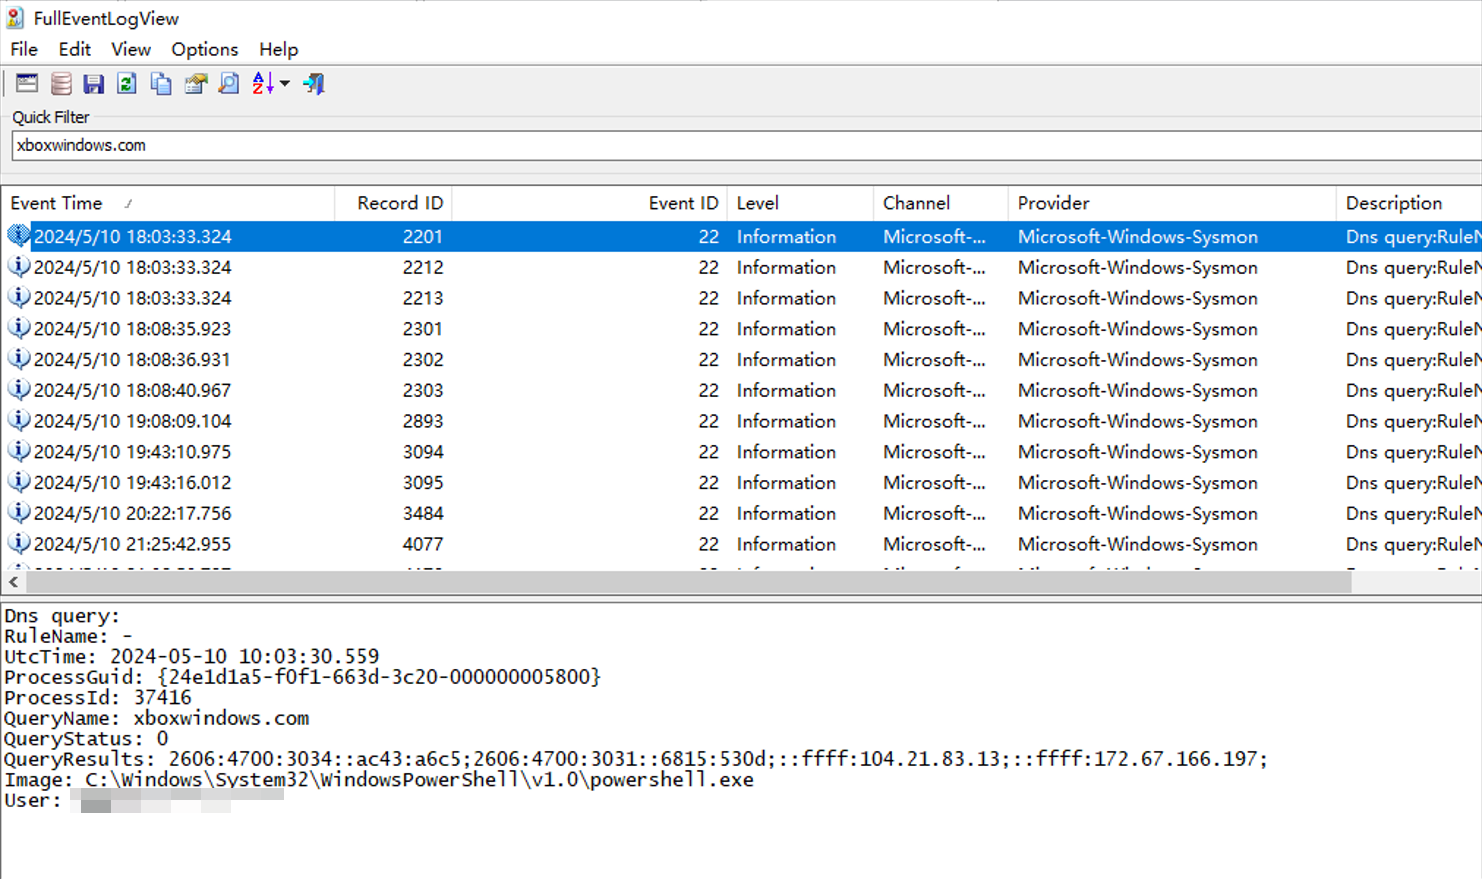 FullEventLogView
File Edit View Options Help
Quick Filter
xboxwindows.com
Event Time Record ID Event ID Level Channel Provider Description
2024/5/10 18:03:33.324 2201 22 Information Microsoft-... Microsoft-Windows-Sysmon Dns query:RuleN
2024/5/10 18:03:33.324 2212 22 Information Microsoft-... Microsoft-Windows-Sysmon Dns query:RuleN
2024/5/10 18:03:33.324 2213 22 Information Microsoft-... Microsoft-Windows-Sysmon Dns query:RuleN
2024/5/10 18:08:35.923 2301 22 Information Microsoft-... Microsoft-Windows-Sysmon Dns query:RuleN
2024/5/10 18:08:36.931 2302 22 Information Microsoft-... Microsoft-Windows-Sysmon Dns query:RuleN
2024/5/10 18:08:40.967 2303 22 Information Microsoft-... Microsoft-Windows-Sysmon Dns query:RuleN
2024/5/10 19:08:09.104 2893 22 Information Microsoft-... Microsoft-Windows-Sysmon Dns query:RuleN
2024/5/10 19:43:10.975 3094 22 Information Microsoft-... Microsoft-Windows-Sysmon Dns query:RuleN
2024/5/10 19:43:16.012 3095 22 Information Microsoft-... Microsoft-Windows-Sysmon Dns query:RuleN
2024/5/10 20:22:17.756 3484 22 Information Microsoft-... Microsoft-Windows-Sysmon Dns query:RuleN
2024/5/10 21:25:42.955 4077 22 Information Microsoft-... Microsoft-Windows-Sysmon Dns query:RuleN
Dns query:
RuleName: -
UtcTime: 2024-05-10 10:03:30.559
ProcessGuid: {24e1d1a5-f0f1-663d-3c20-000000005800}
ProcessId: 37416
QueryName: xboxwindows.com
QueryStatus: 0
QueryResults: 2606:4700:3034::ac43:a6c5;2606:4700:3031::6815:530d;::ffff:104.21.83.13;::ffff:172.67.166.197;
Image: C:\Windows\System32\WindowsPowerShell\v1.0\powershell.exe
User: